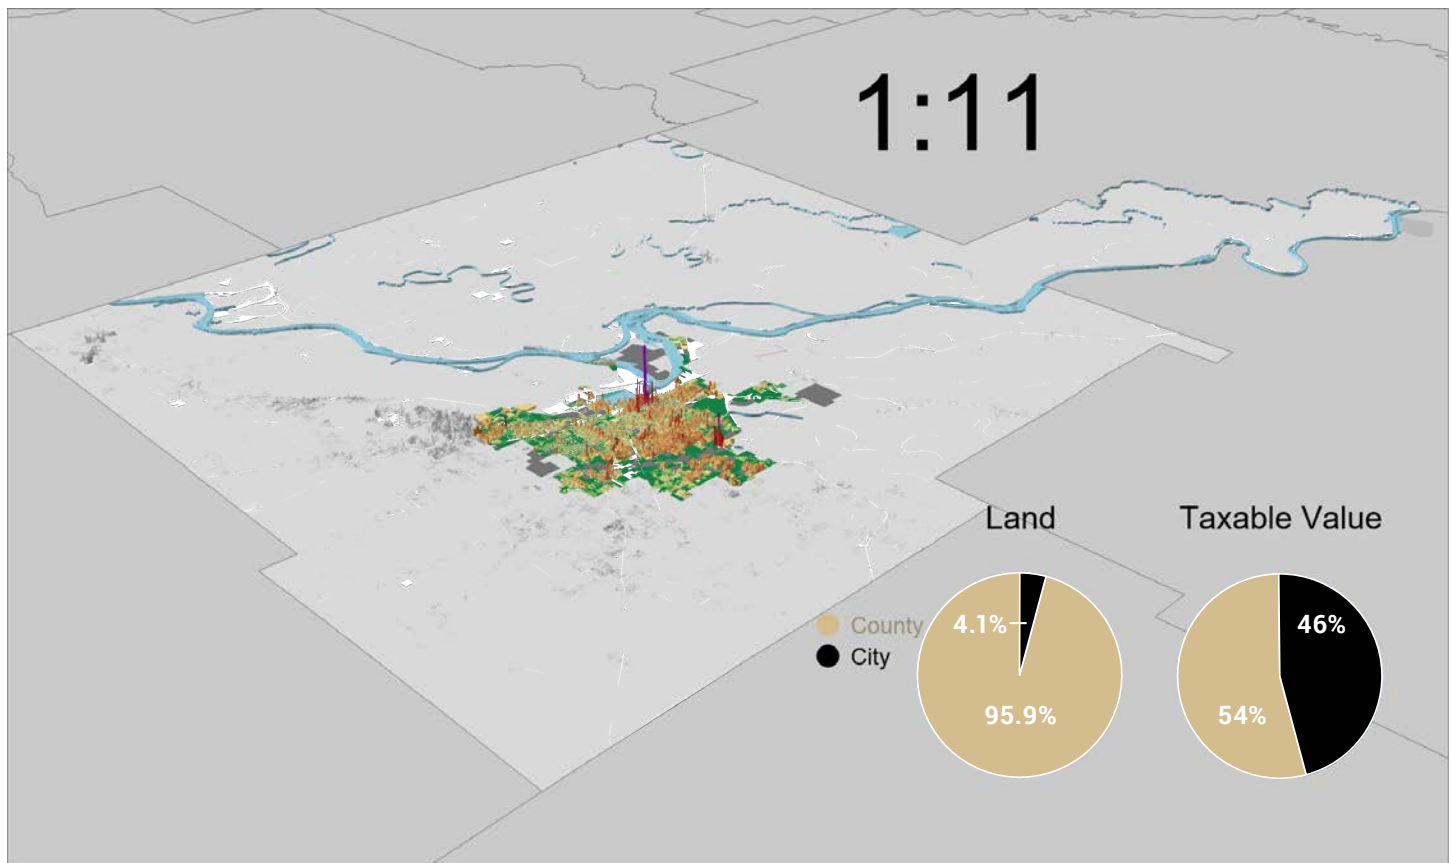 1:11
Land
Taxable Value
County
City
4.1%
95.9%
46%
54%